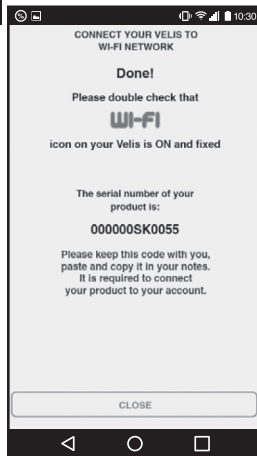 10:30
CONNECT YOUR VELIS TO
WI-FI NETWORK
Done!
Please double check that
WI-FI
icon on your Velis is ON and fixed
The serial number of your
product is:
000000SK0055
Please keep this code with you,
paste and copy it in your notes.
It is required to connect
your product to your account.
CLOSE